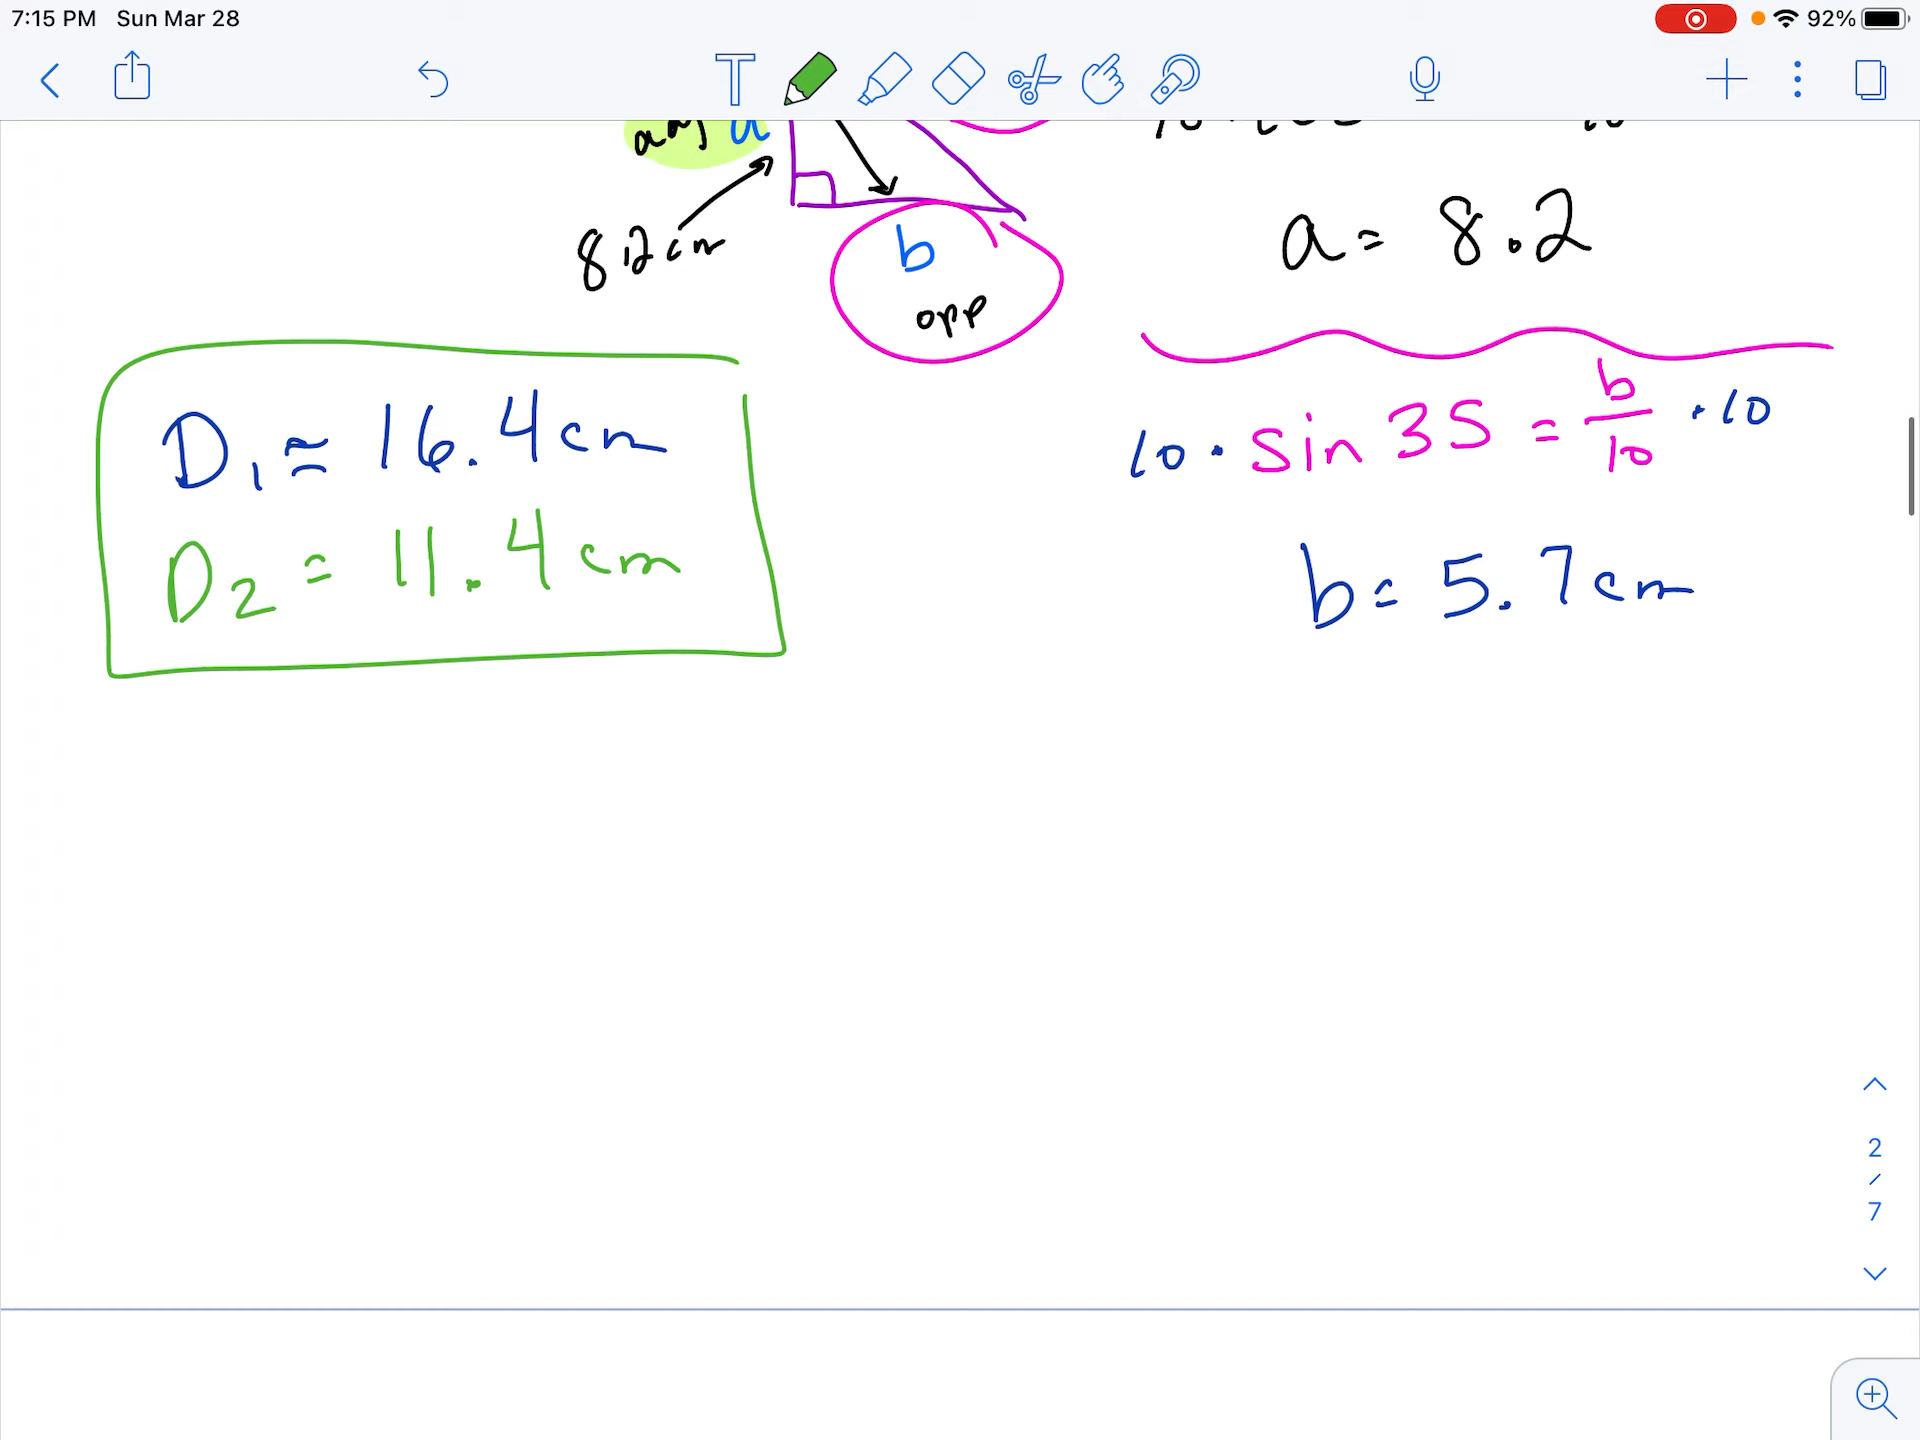 7:15 PM Sun Mar 28
92%
T
adj a
a = 8.2
8.2 cm
b
opp
D₁ ≃ 16.4 cm
10 · sin 35 = b/10 · 10
D₂ = 11.4 cm
b = 5.7 cm
2
/
7